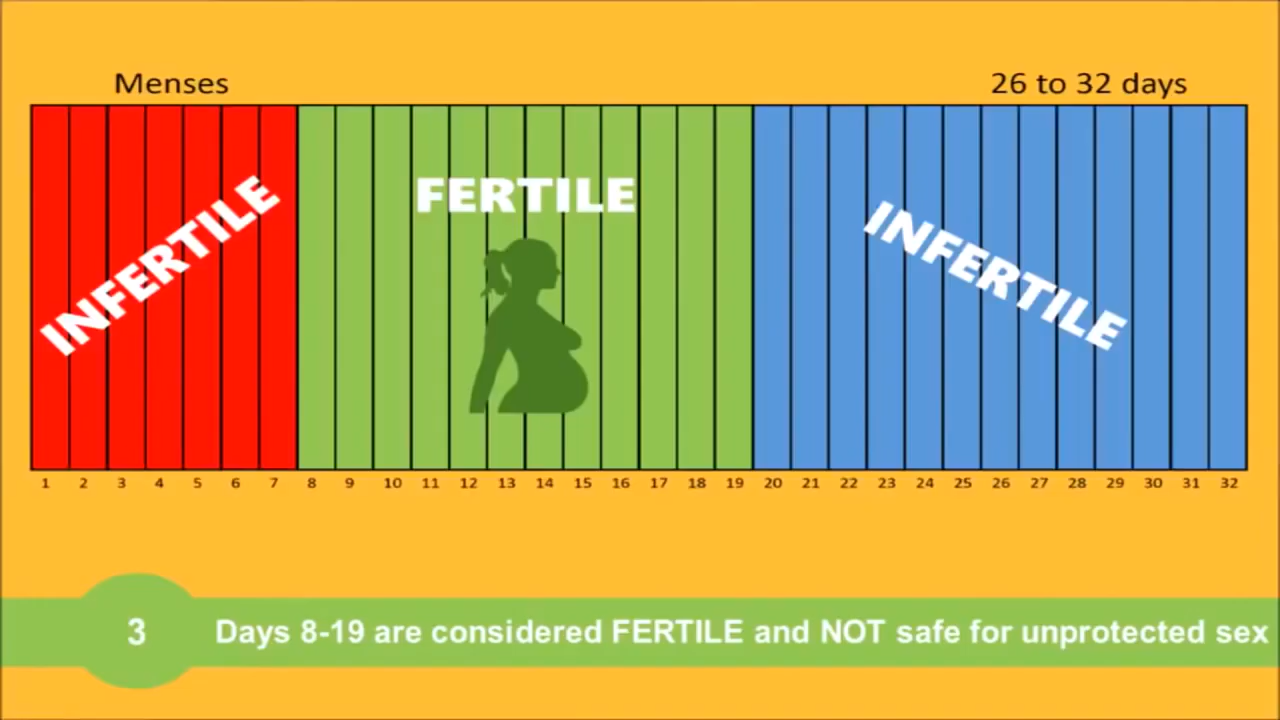 Menses
26 to 32 days
INFERTILE
FERTILE
INFERTILE
1 2 3 4 5 6 7 8 9 10 11 12 13 14 15 16 17 18 19 20 21 22 23 24 25 26 27 28 29 30 31 32
3
Days 8-19 are considered FERTILE and NOT safe for unprotected sex